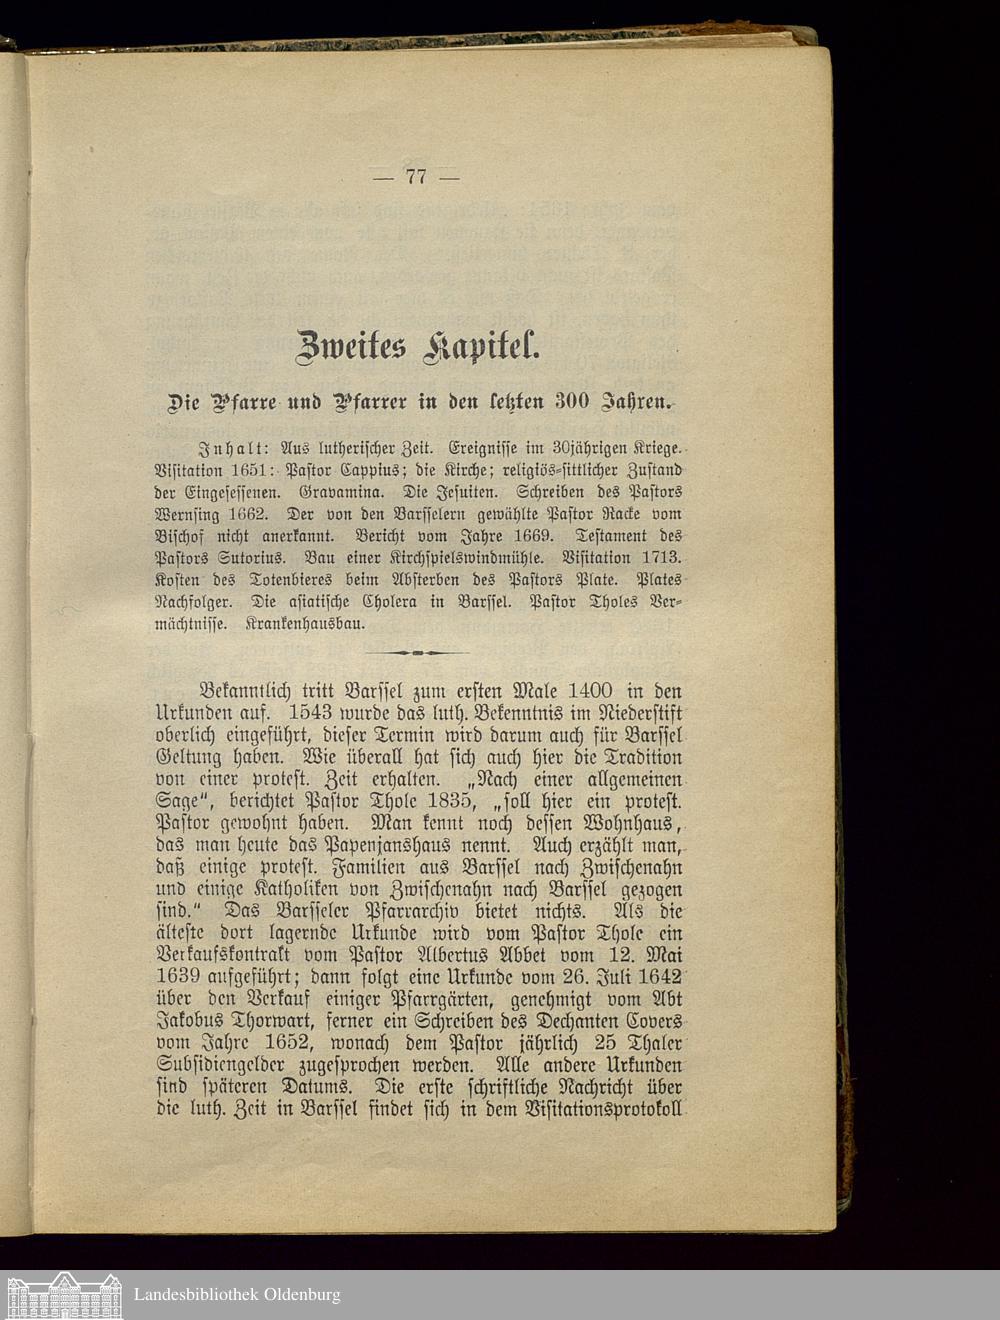 — 77 —
Zweites Kapitel.
Die Pfarre und Pfarrer in den letzten 300 Jahren.
Inhalt: Aus lutherischer Zeit. Ereignisse im 30jährigen Kriege.
Visitation 1651: Pastor Cappius; die Kirche; religiös-sittlicher Zustand
der Eingesessenen. Gravamina. Die Jesuiten. Schreiben des Pastors
Wernsing 1662. Der von den Barsselern gewählte Pastor Racke vom
Bischof nicht anerkannt. Bericht vom Jahre 1669. Testament des
Pastors Sutorius. Bau einer Kirchspielswindmühle. Visitation 1713.
Kosten des Totenbieres beim Absterben des Pastors Plate. Plates
Nachfolger. Die asiatische Cholera in Barssel. Pastor Tholes Ver-
mächtnisse. Krankenhausbau.
Bekanntlich tritt Barssel zum ersten Male 1400 in den
Urkunden auf. 1543 wurde das luth. Bekenntnis im Niederstift
oberlich eingeführt, dieser Termin wird darum auch für Barssel
Geltung haben. Wie überall hat sich auch hier die Tradition
von einer protest. Zeit erhalten. „Nach einer allgemeinen
Sage“, berichtet Pastor Thole 1835, „soll hier ein protest.
Pastor gewohnt haben. Man kennt noch dessen Wohnhaus,
das man heute das Papenjanshaus nennt. Auch erzählt man,
daß einige protest. Familien aus Barssel nach Zwischenahn
und einige Katholiken von Zwischenahn nach Barssel gezogen
sind.“ Das Barsseler Pfarrarchiv bietet nichts. Als die
älteste dort lagernde Urkunde wird vom Pastor Thole ein
Verkaufskontrakt vom Pastor Albertus Abbet vom 12. Mai
1639 aufgeführt; dann folgt eine Urkunde vom 26. Juli 1642
über den Verkauf einiger Pfarrgärten, genehmigt vom Abt
Jakobus Thorwart, ferner ein Schreiben des Dechanten Covers
vom Jahre 1652, wonach dem Pastor jährlich 25 Thaler
Subsidiengelder zugesprochen werden. Alle andere Urkunden
sind späteren Datums. Die erste schriftliche Nachricht über
die luth. Zeit in Barssel findet sich in dem Visitationsprotokoll
Landesbibliothek Oldenburg